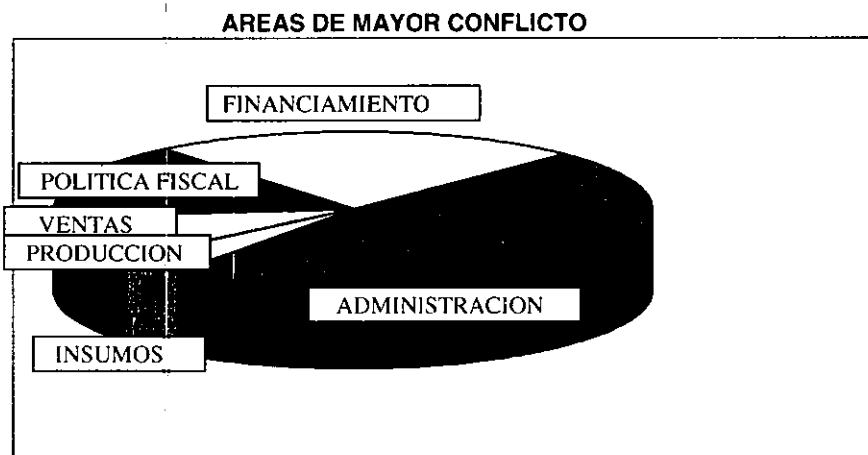 AREAS DE MAYOR CONFLICTO
FINANCIAMIENTO
POLITICA FISCAL
VENTAS
PRODUCCION
ADMINISTRACION
INSUMOS